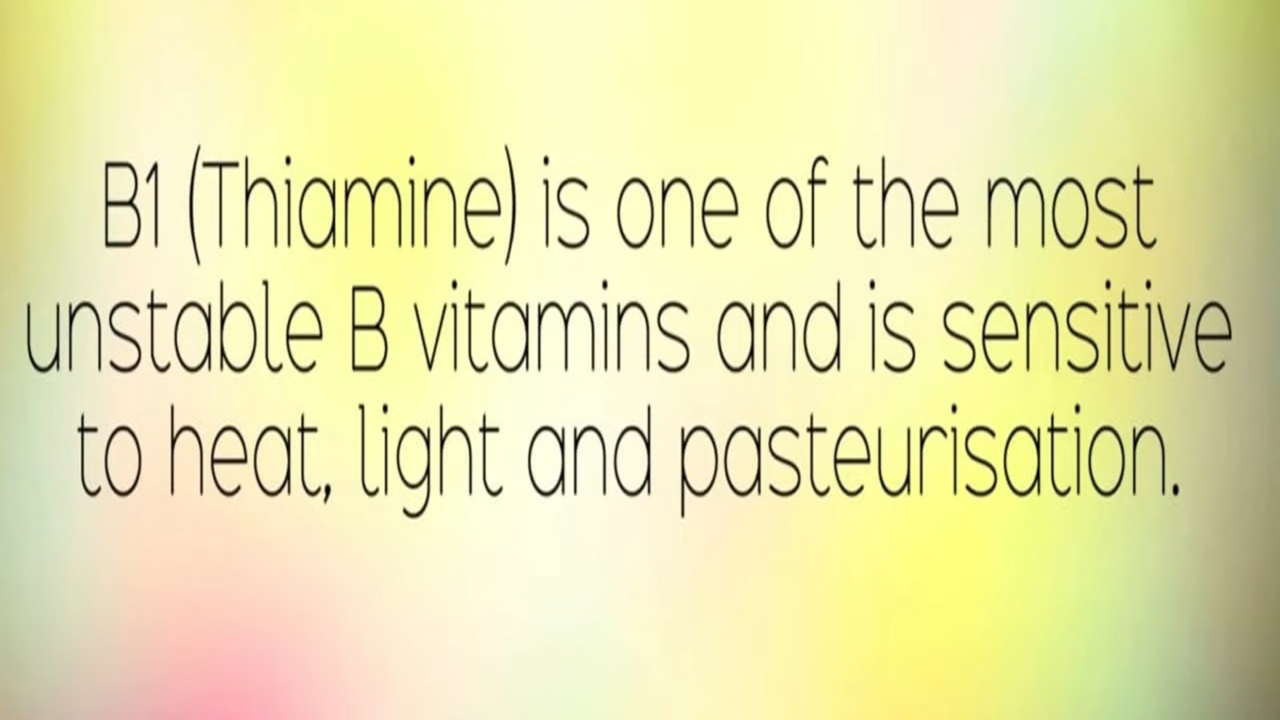 B1 (Thiamine) is one of the most
unstable B vitamins and is sensitive
to heat, light and pasteurisation.